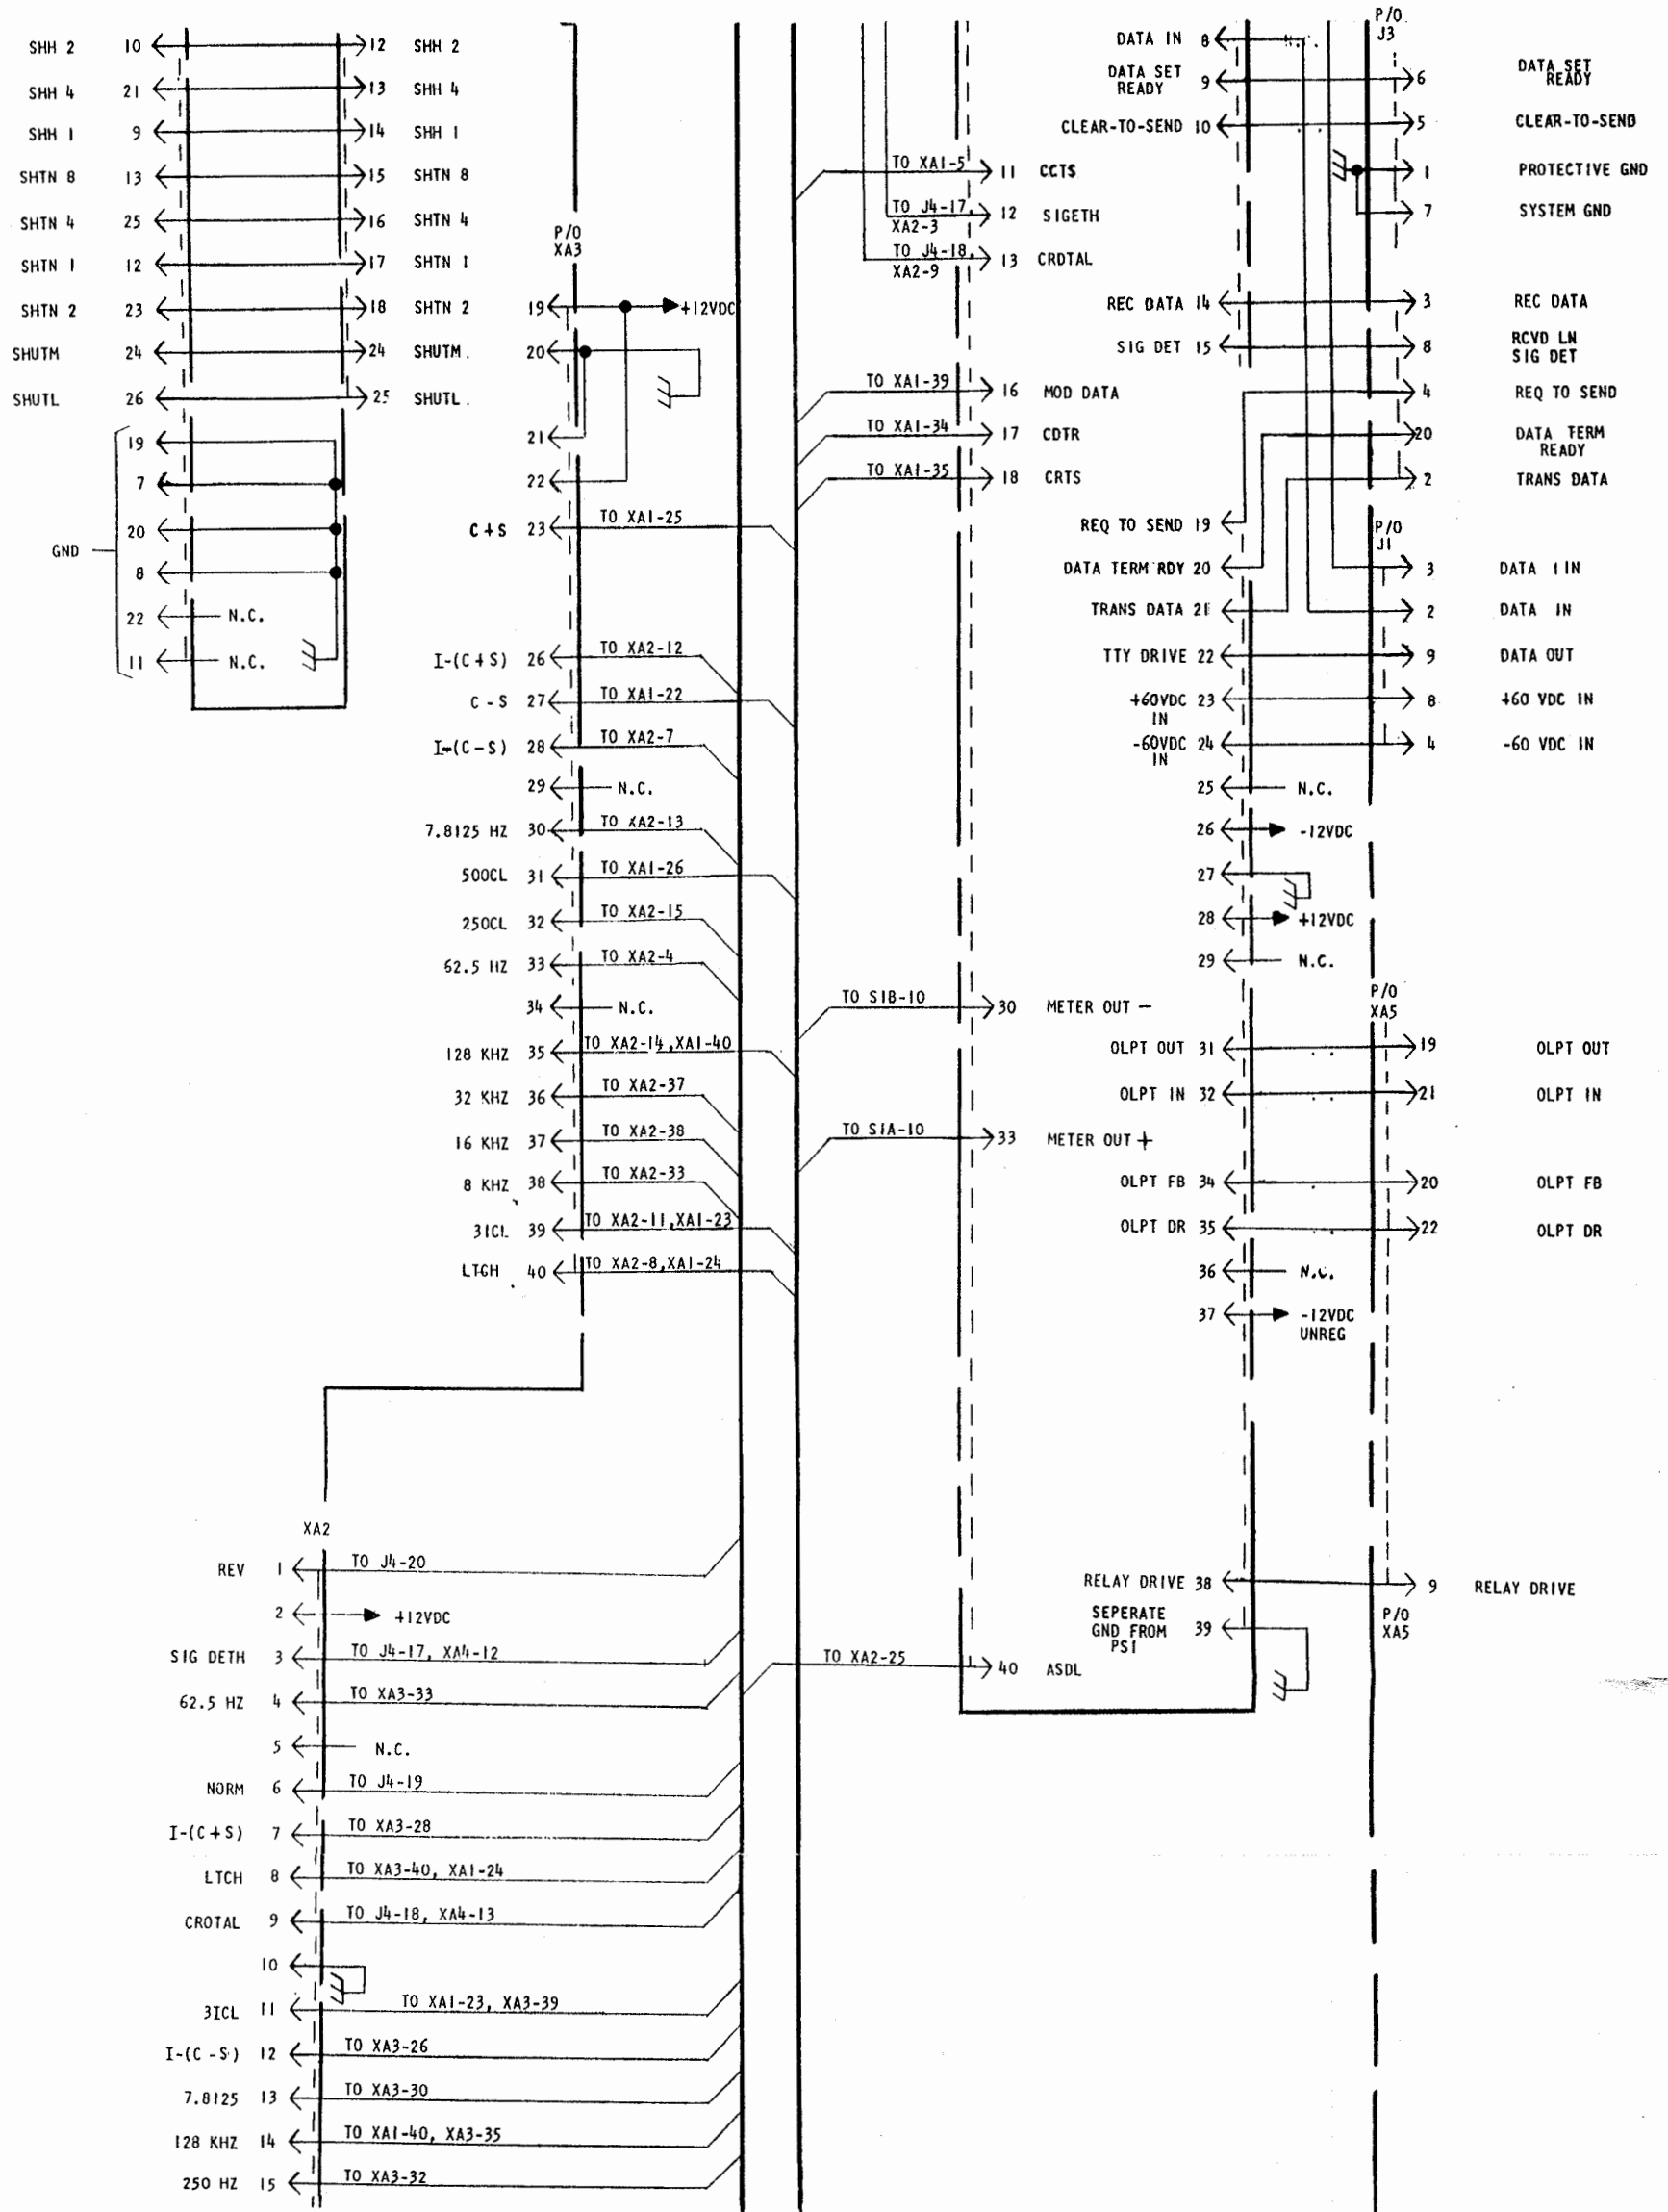 SHH 2 10 12 SHH 2
SHH 4 21 13 SHH 4
SHH 1 9 14 SHH 1
SHTN 8 13 15 SHTN 8
SHTN 4 25 16 SHTN 4
SHTN 1 12 17 SHTN 1
SHTN 2 23 18 SHTN 2
SHUTM 24 24 SHUTM.
SHUTL 26 25 SHUTL.
GND
19
7
20
8
22 N.C.
11 N.C.
P/O
XA3
19 +12VDC
20
21
22
C+S 23 TO XA1-25
I-(C+S) 26 TO XA2-12
C-S 27 TO XA1-22
I-(C-S) 28 TO XA2-7
29 N.C.
7.8125 HZ 30 TO XA2-13
500CL 31 TO XA1-26
250CL 32 TO XA2-15
62.5 HZ 33 TO XA2-4
34 N.C.
128 KHZ 35 TO XA2-14,XA1-40
32 KHZ 36 TO XA2-37
16 KHZ 37 TO XA2-38
8 KHZ 38 TO XA2-33
31CL 39 TO XA2-11,XA1-23
LTCH 40 TO XA2-8,XA1-24
XA2
REV 1 TO J4-20
2 +12VDC
SIG DETH 3 TO J4-17, XA4-12
62.5 HZ 4 TO XA3-33
5 N.C.
NORM 6 TO J4-19
I-(C+S) 7 TO XA3-28
LTCH 8 TO XA3-40, XA1-24
CROTAL 9 TO J4-18, XA4-13
10
31CL 11 TO XA1-23, XA3-39
I-(C-S) 12 TO XA3-26
7.8125 13 TO XA3-30
128 KHZ 14 TO XA1-40, XA3-35
250 HZ 15 TO XA3-32
TO XA1-5 11 CCTS
TO J4-17, XA2-3 12 SIGETH
TO J4-18, XA2-9 13 CRDTAL
TO XA1-39 16 MOD DATA
TO XA1-34 17 CDTR
TO XA1-35 18 CRTS
TO S1B-10 30 METER OUT -
TO S1A-10 33 METER OUT +
TO XA2-25 40 ASDL
P/O
J3
DATA IN 8
DATA SET READY 9 6 DATA SET READY
CLEAR-TO-SEND 10 5 CLEAR-TO-SEND
1 PROTECTIVE GND
7 SYSTEM GND
REC DATA 14 3 REC DATA
SIG DET 15 8 RCVD LN SIG DET
4 REQ TO SEND
20 DATA TERM READY
2 TRANS DATA
REQ TO SEND 19
P/O
J1
DATA TERM RDY 20 3 DATA 1 IN
TRANS DATA 21 2 DATA IN
TTY DRIVE 22 9 DATA OUT
+60VDC IN 23 8 +60 VDC IN
-60VDC IN 24 4 -60 VDC IN
25 N.C.
26 -12VDC
27
28 +12VDC
29 N.C.
P/O
XA5
OLPT OUT 31 19 OLPT OUT
OLPT IN 32 21 OLPT IN
OLPT FB 34 20 OLPT FB
OLPT DR 35 22 OLPT DR
36 N.C.
37 -12VDC UNREG
RELAY DRIVE 38 9 RELAY DRIVE
SEPERATE GND FROM PS1 39
P/O
XA5